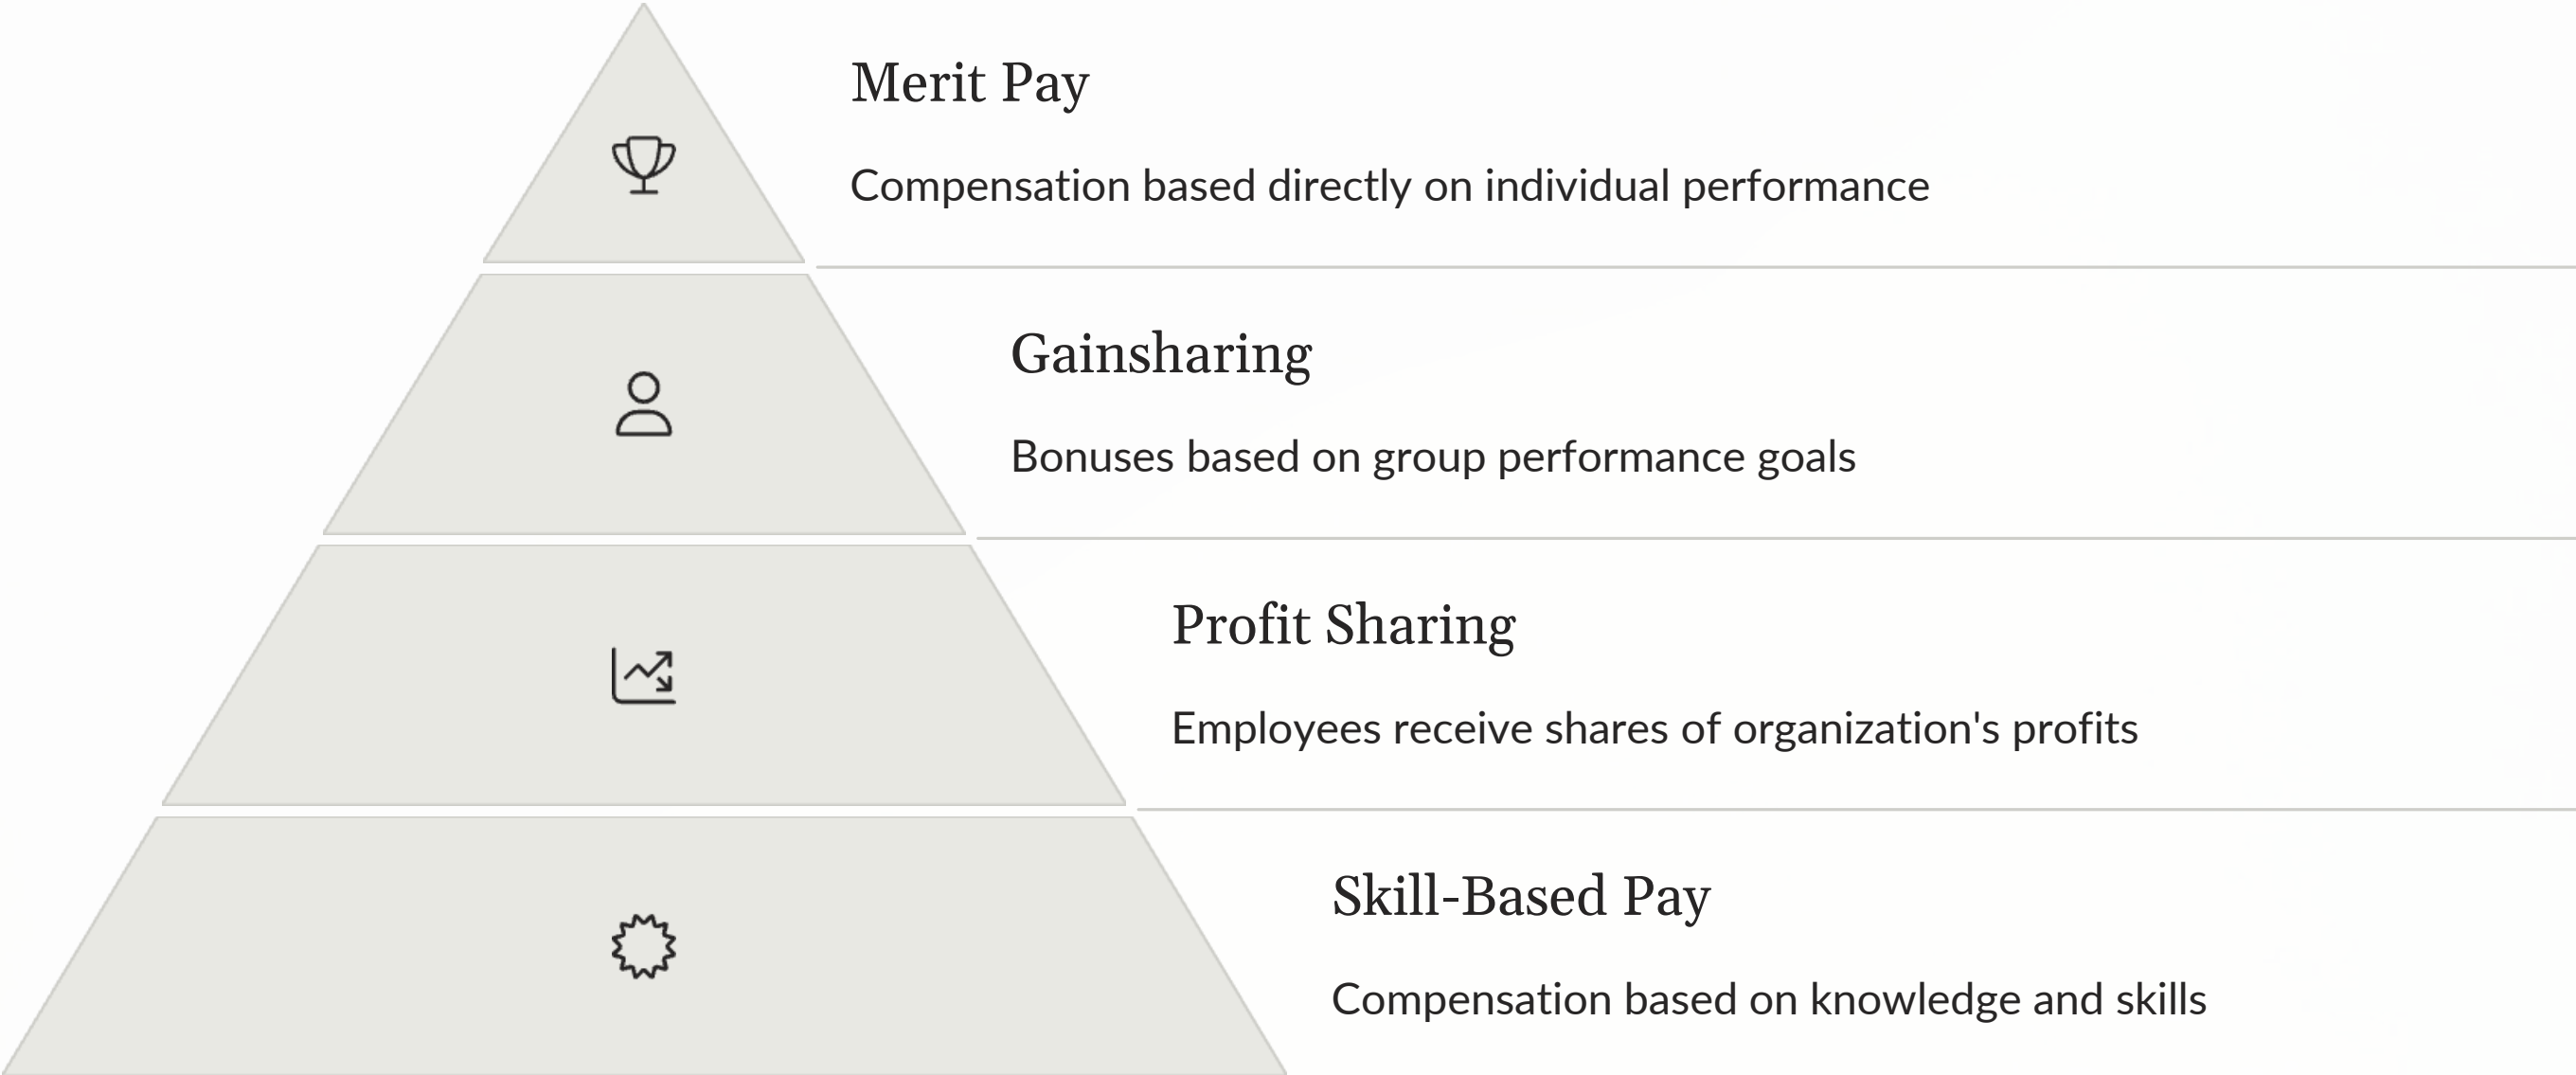 Merit Pay
Compensation based directly on individual performance
Gainsharing
Bonuses based on group performance goals
Profit Sharing
Employees receive shares of organization's profits
Skill-Based Pay
Compensation based on knowledge and skills